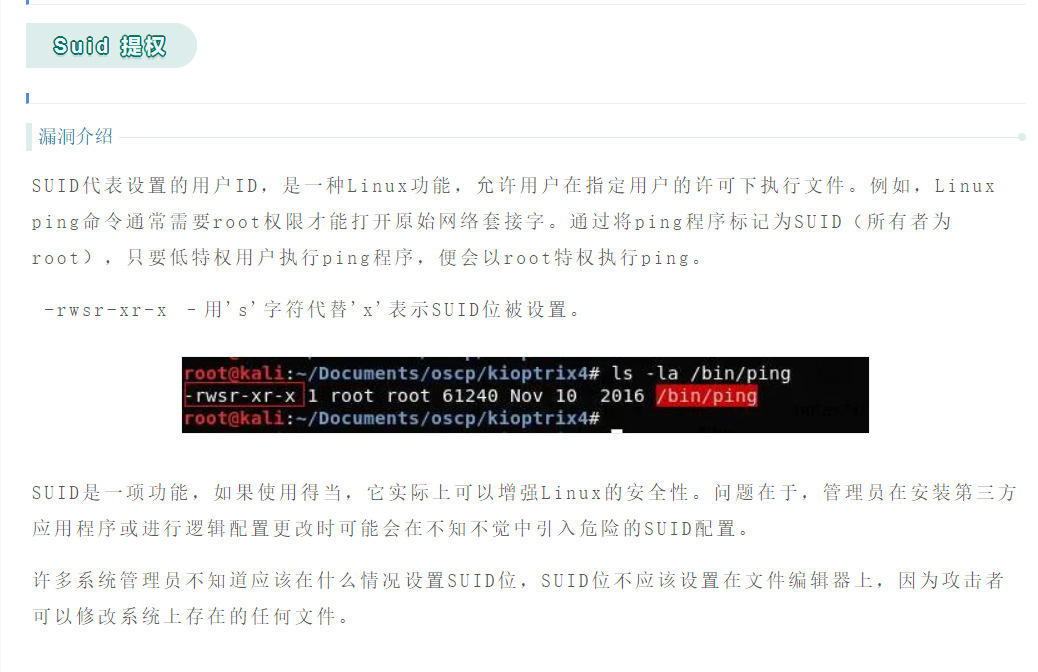 Suid 提权
漏洞介绍
SUID代表设置的用户ID，是一种Linux功能，允许用户在指定用户的许可下执行文件。例如，Linux
ping命令通常需要root权限才能打开原始网络套接字。通过将ping程序标记为SUID（所有者为
root），只要低特权用户执行ping程序，便会以root特权执行ping。
-rwsr-xr-x - 用's'字符代替'x'表示SUID位被设置。
root@kali:~/Documents/oscp/kioptrix4# ls -la /bin/ping
-rwsr-xr-x 1 root root 61240 Nov 10  2016 /bin/ping
root@kali:~/Documents/oscp/kioptrix4#
SUID是一项功能，如果使用得当，它实际上可以增强Linux的安全性。问题在于，管理员在安装第三方
应用程序或进行逻辑配置更改时可能会在不知不觉中引入危险的SUID配置。
许多系统管理员不知道应该在什么情况设置SUID位，SUID位不应该设置在文件编辑器上，因为攻击者
可以修改系统上存在的任何文件。